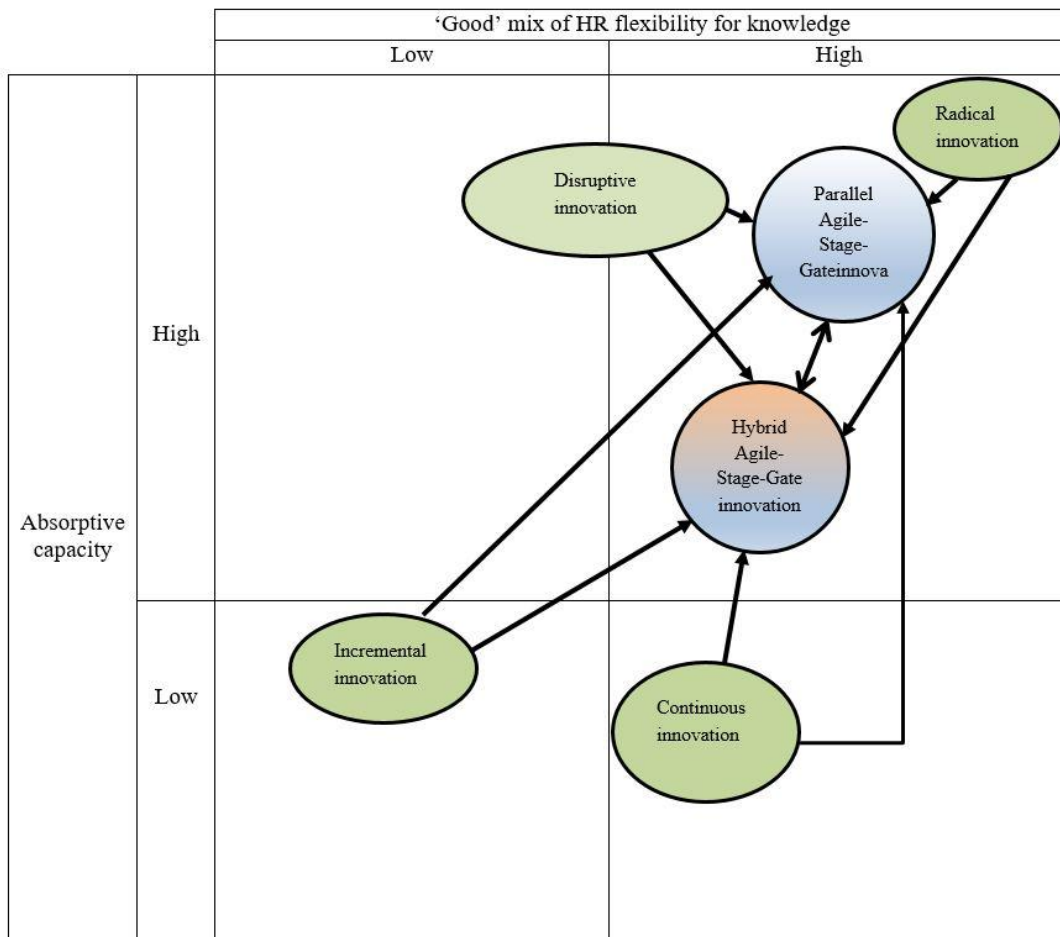 ‘Good’ mix of HR flexibility for knowledge
Low
High
Absorptive
capacity
High
Low
Disruptive
innovation
Radical
innovation
Parallel
Agile-
Stage-
Gateinnova
Hybrid
Agile-
Stage-Gate
innovation
Incremental
innovation
Continuous
innovation